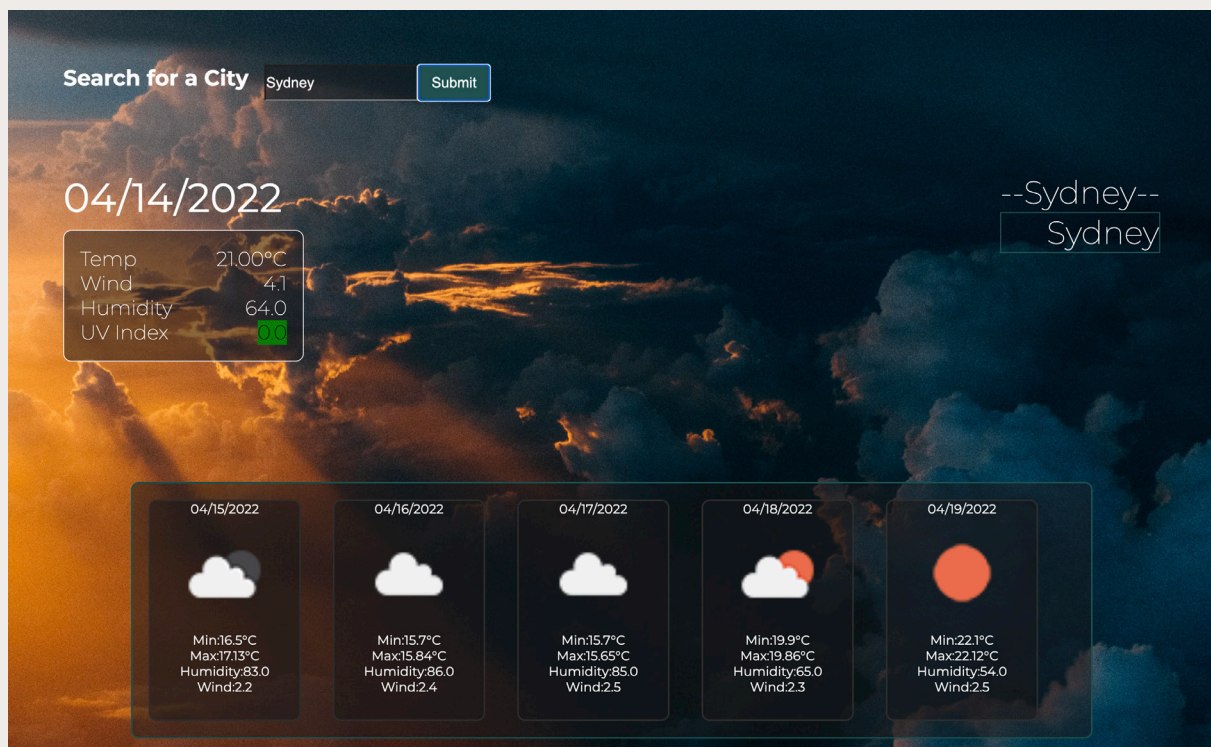 Search for a City Sydney Submit
04/14/2022
--Sydney--
Sydney
Temp 21.00°C
Wind 4.1
Humidity 64.0
UV Index 0.0
04/15/2022
Min:16.5°C
Max:17.13°C
Humidity:83.0
Wind:2.2
04/16/2022
Min:15.7°C
Max:15.84°C
Humidity:86.0
Wind:2.4
04/17/2022
Min:15.7°C
Max:15.65°C
Humidity:85.0
Wind:2.5
04/18/2022
Min:19.9°C
Max:19.86°C
Humidity:65.0
Wind:2.3
04/19/2022
Min:22.1°C
Max:22.12°C
Humidity:54.0
Wind:2.5